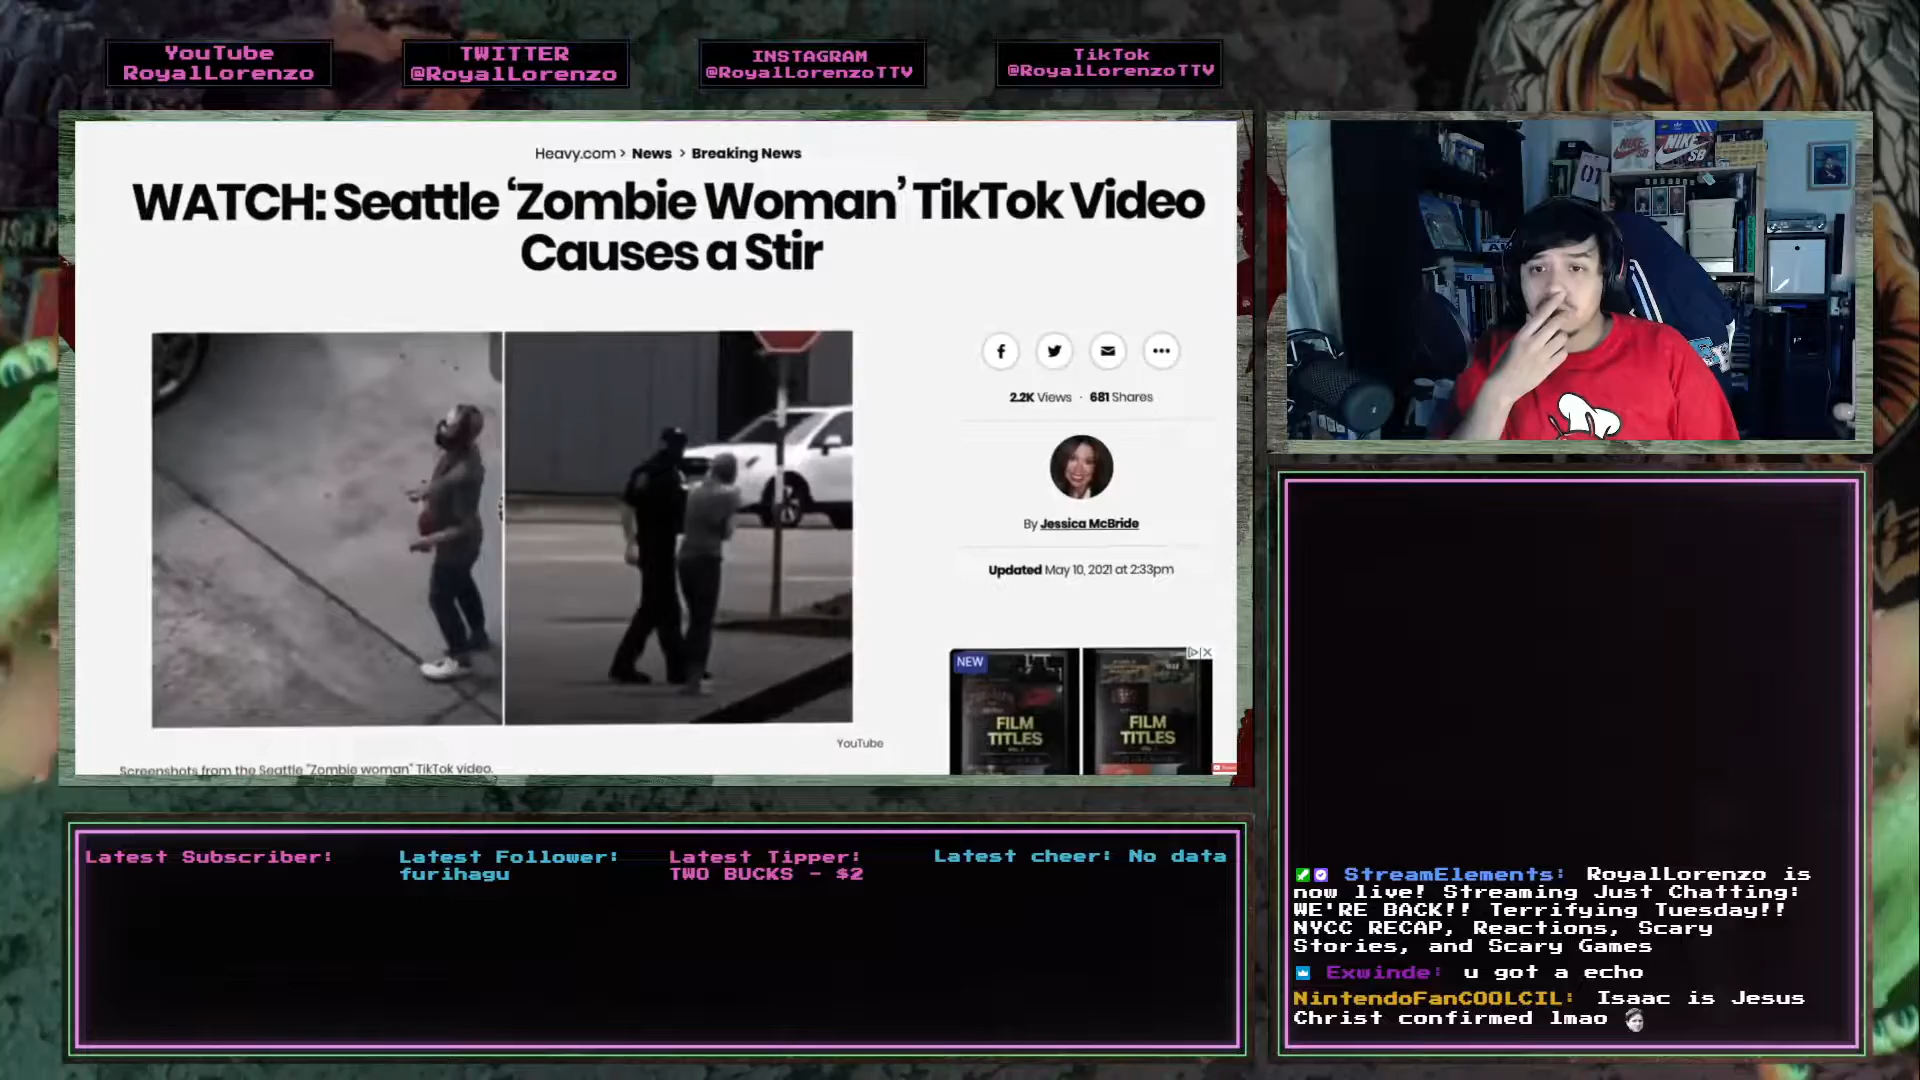 YouTube
RoyalLorenzo
TWITTER
@RoyalLorenzo
INSTAGRAM
@RoyalLorenzoTTV
TikTok
@RoyalLorenzoTTV
Heavy.com > News > Breaking News
WATCH: Seattle ‘Zombie Woman’ TikTok Video
Causes a Stir
2.2K Views · 681 Shares
By Jessica McBride
Updated May 10, 2021 at 2:33pm
NEW
FILM
TITLES
FILM
TITLES
YouTube
Screenshots from the Seattle "Zombie woman" TikTok video.
NIKE
SB
NIKE
SB
01
Latest Subscriber:
Latest Follower:
furihagu
Latest Tipper:
TWO BUCKS - $2
Latest cheer: No data
StreamElements: RoyalLorenzo is
now live! Streaming Just Chatting:
WE'RE BACK!! Terrifying Tuesday!!
NYCC RECAP, Reactions, Scary
Stories, and Scary Games
Exwinde: u got a echo
NintendoFanCOOLCIL: Isaac is Jesus
Christ confirmed lmao